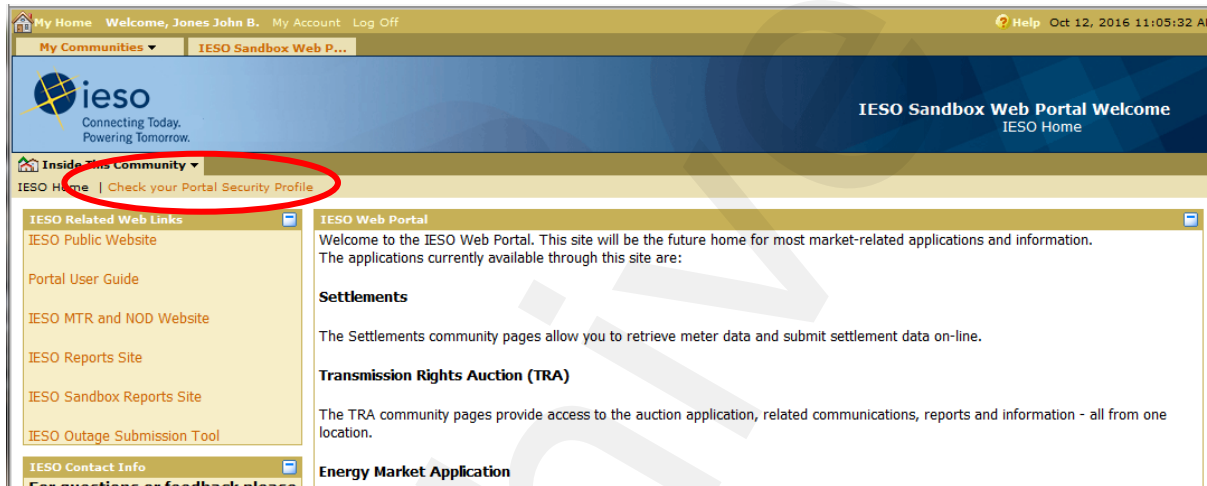 My Home Welcome, Jones John B. My Account Log Off Help Oct 12, 2016 11:05:32
My Communities IESO Sandbox Web P...
ieso
Connecting Today.
Powering Tomorrow.
IESO Sandbox Web Portal Welcome
IESO Home
Inside This Community
IESO Home | Check your Portal Security Profile
IESO Related Web Links
IESO Public Website
Portal User Guide
IESO MTR and NOD Website
IESO Reports Site
IESO Sandbox Reports Site
IESO Outage Submission Tool
IESO Contact Info
For questions or feedback please
IESO Web Portal
Welcome to the IESO Web Portal. This site will be the future home for most market-related applications and information.
The applications currently available through this site are:
Settlements
The Settlements community pages allow you to retrieve meter data and submit settlement data on-line.
Transmission Rights Auction (TRA)
The TRA community pages provide access to the auction application, related communications, reports and information - all from one
location.
Energy Market Application